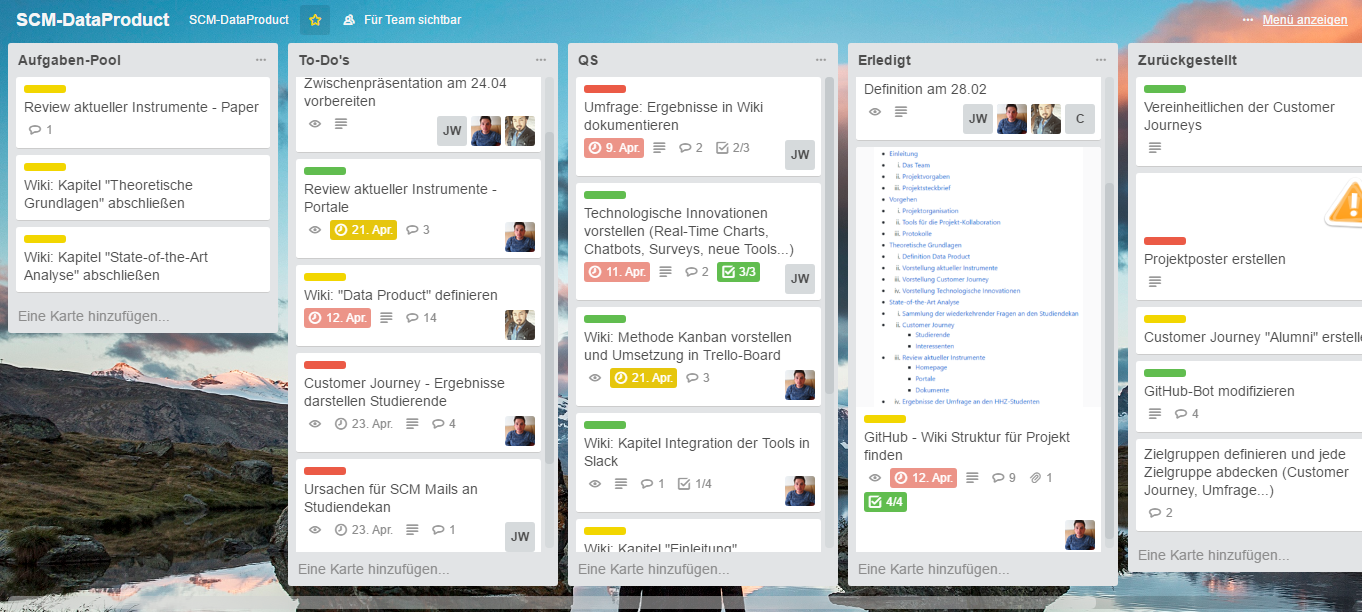 SCM-DataProduct SCM-DataProduct Für Team sichtbar ··· Menü anzeigen
Aufgaben-Pool
Review aktueller Instrumente - Paper
1
Wiki: Kapitel "Theoretische
Grundlagen" abschließen
Wiki: Kapitel "State-of-the-Art
Analyse" abschließen
Eine Karte hinzufügen...
To-Do's
Zwischenpräsentation am 24.04
vorbereiten
JW
Review aktueller Instrumente -
Portale
21. Apr. 3
Wiki: "Data Product" definieren
12. Apr. 14
Customer Journey - Ergebnisse
darstellen Studierende
23. Apr. 4
Ursachen für SCM Mails an
Studiendekan
23. Apr. 1
JW
Eine Karte hinzufügen...
QS
Umfrage: Ergebnisse in Wiki
dokumentieren
9. Apr. 2 2/3
JW
Technologische Innovationen
vorstellen (Real-Time Charts,
Chatbots, Surveys, neue Tools...)
11. Apr. 2 3/3
JW
Wiki: Methode Kanban vorstellen
und Umsetzung in Trello-Board
21. Apr. 3
Wiki: Kapitel Integration der Tools in
Slack
1 1/4
Wiki: Kapitel "Einleitung"
Eine Karte hinzufügen...
Erledigt
Definition am 28.02
JW C
Einleitung
i. Das Team
ii. Projektvorgaben
iii. Projektsteckbrief
Vorgehen
i. Projektorganisation
ii. Tools für die Projekt-Kollaboration
iii. Protokolle
Theoretische Grundlagen
i. Definition Data Product
ii. Vorstellung aktueller Instrumente
iii. Vorstellung Customer Journey
iv. Vorstellung Technologische Innovationen
State-of-the-Art Analyse
i. Sammlung der wiederkehrender Fragen an den Studiendekan
ii. Customer Journey
Studierende
Interessenten
iii. Review aktueller Instrumente
Homepage
Portale
Dokumente
iv. Ergebnisse der Umfrage an den HHZ-Studenten
GitHub - Wiki Struktur für Projekt
finden
12. Apr. 9 1
4/4
Eine Karte hinzufügen...
Zurückgestellt
Vereinheitlichen der Customer
Journeys
Projektposter erstellen
Customer Journey "Alumni" erstelle
GitHub-Bot modifizieren
4
Zielgruppen definieren und jede
Zielgruppe abdecken (Customer
Journey, Umfrage...)
2
Eine Karte hinzufügen...